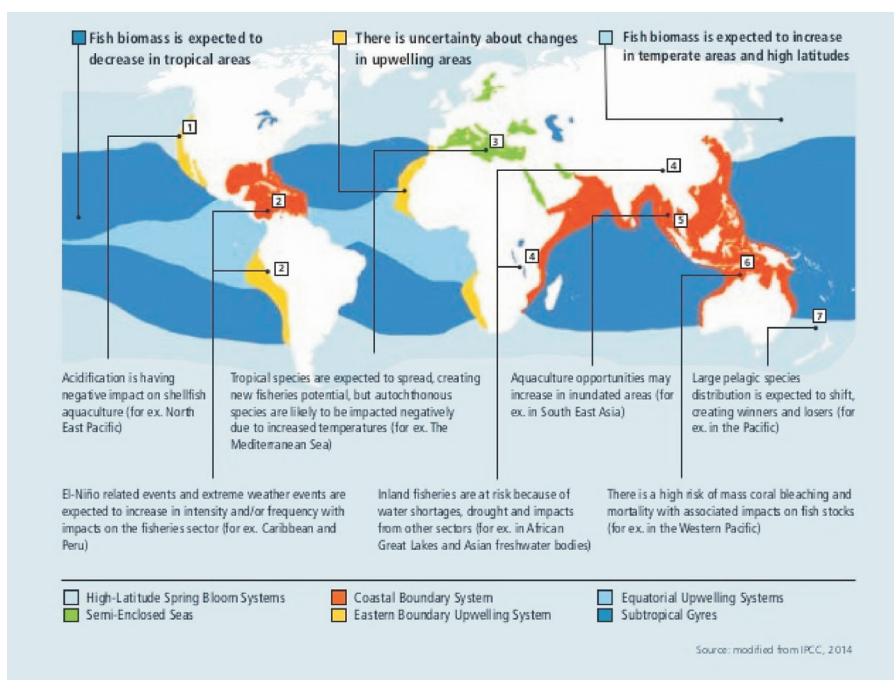 Fish biomass is expected to
decrease in tropical areas
There is uncertainty about changes
in upwelling areas
Fish biomass is expected to increase
in temperate areas and high latitudes
1
2
3
4
5
2
4
6
7
Acidification is having
negative impact on shellfish
aquaculture (for ex. North
East Pacific)
Tropical species are expected to spread, creating
new fisheries potential, but autochthonous
species are likely to be impacted negatively
due to increased temperatures (for ex. The
Mediterranean Sea)
Aquaculture opportunities may
increase in inundated areas (for
ex. in South East Asia)
Large pelagic species
distribution is expected to shift,
creating winners and losers (for
ex. in the Pacific)
El-Niño related events and extreme weather events are
expected to increase in intensity and/or frequency with
impacts on the fisheries sector (for ex. Caribbean and
Peru)
Inland fisheries are at risk because of
water shortages, drought and impacts
from other sectors (for ex. in African
Great Lakes and Asian freshwater bodies)
There is a high risk of mass coral bleaching and
mortality with associated impacts on fish stocks
(for ex. in the Western Pacific)
High-Latitude Spring Bloom Systems
Semi-Enclosed Seas
Coastal Boundary System
Eastern Boundary Upwelling System
Equatorial Upwelling Systems
Subtropical Gyres
Source: modified from IPCC, 2014